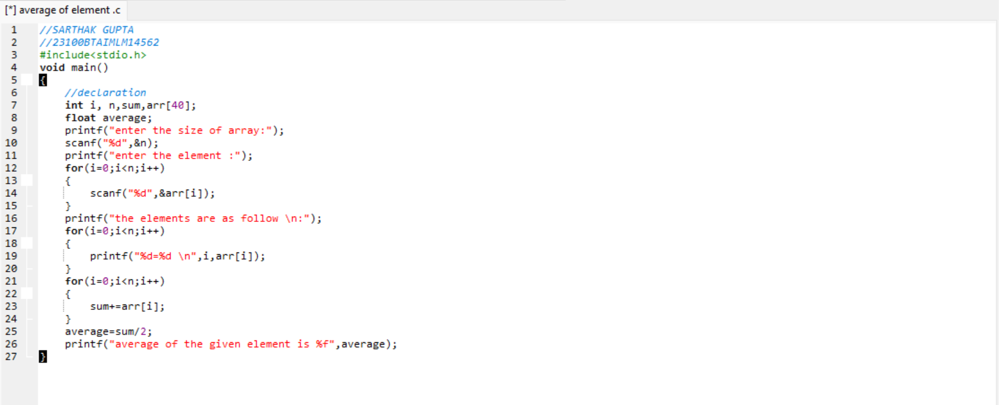 [*] average of element .c
1 //SARTHAK GUPTA
2 //23100BTAIMLM14562
3 #include<stdio.h>
4 void main()
5 {
6 //declaration
7 int i, n,sum,arr[40];
8 float average;
9 printf("enter the size of array:");
10 scanf("%d",&n);
11 printf("enter the element :");
12 for(i=0;i<n;i++)
13 {
14 scanf("%d",&arr[i]);
15 }
16 printf("the elements are as follow \n:");
17 for(i=0;i<n;i++)
18 {
19 printf("%d=%d \n",i,arr[i]);
20 }
21 for(i=0;i<n;i++)
22 {
23 sum+=arr[i];
24 }
25 average=sum/2;
26 printf("average of the given element is %f",average);
27 }